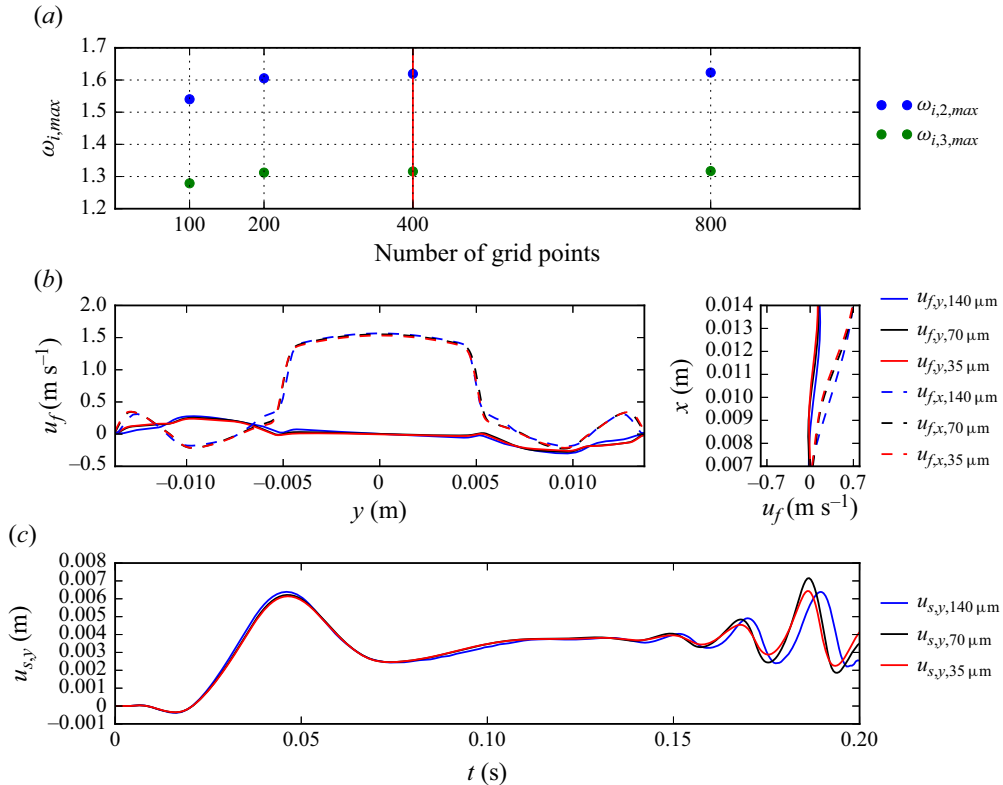 (a)
1.7
1.6
1.5
1.4
1.3
1.2
ω_{i,max}
100 200 400 800
Number of grid points
ω_{i,2,max}
ω_{i,3,max}
(b)
2.0
1.5
1.0
0.5
0
−0.5
u_f (m s⁻¹)
−0.010 −0.005 0 0.005 0.010
y (m)
0.014
0.013
0.012
0.011
0.010
0.009
0.008
0.007
x (m)
−0.7 0 0.7
u_f (m s⁻¹)
u_{f,y,140 μm}
u_{f,y,70 μm}
u_{f,y,35 μm}
u_{f,x,140 μm}
u_{f,x,70 μm}
u_{f,x,35 μm}
(c)
0.008
0.007
0.006
0.005
0.004
0.003
0.002
0.001
0
−0.001
u_{s,y} (m)
0 0.05 0.10 0.15 0.20
t (s)
u_{s,y,140 μm}
u_{s,y,70 μm}
u_{s,y,35 μm}